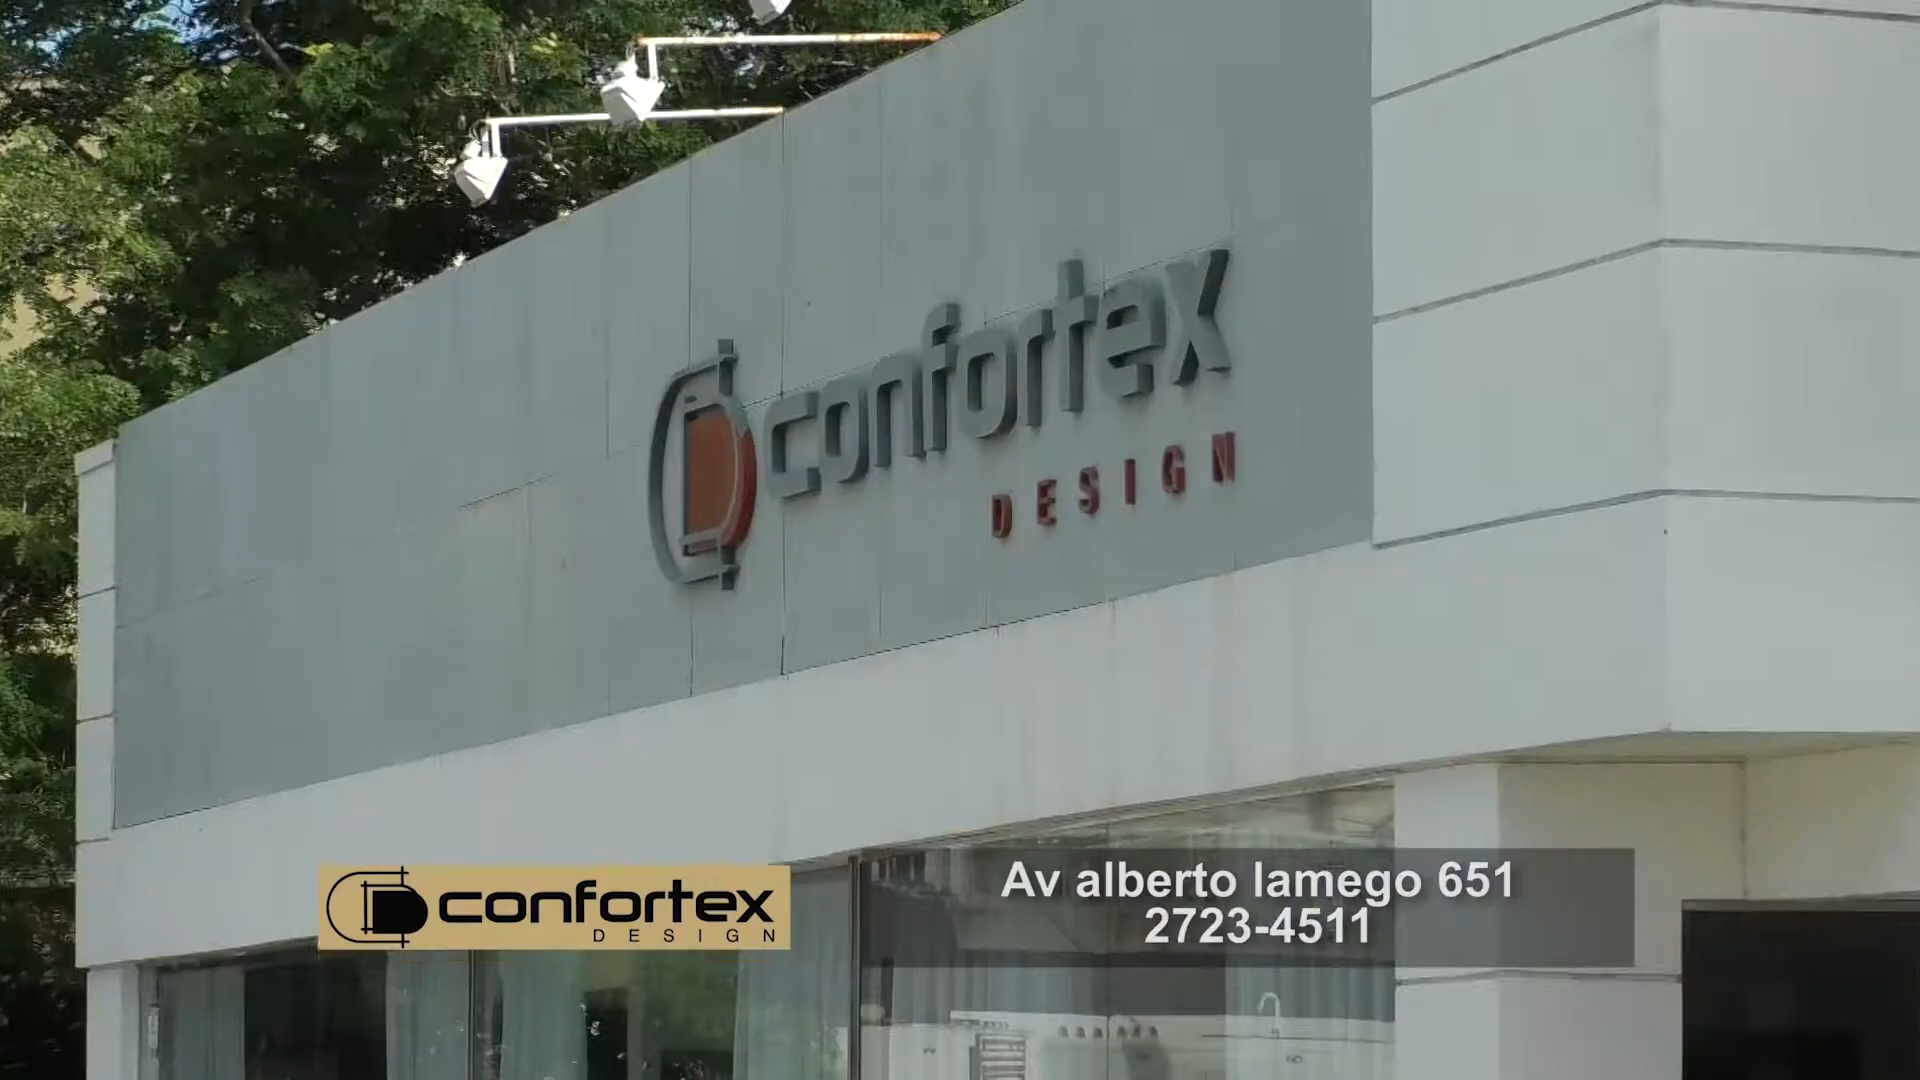 confortex
DESIGN
confortex
DESIGN
Av alberto lamego 651
2723-4511